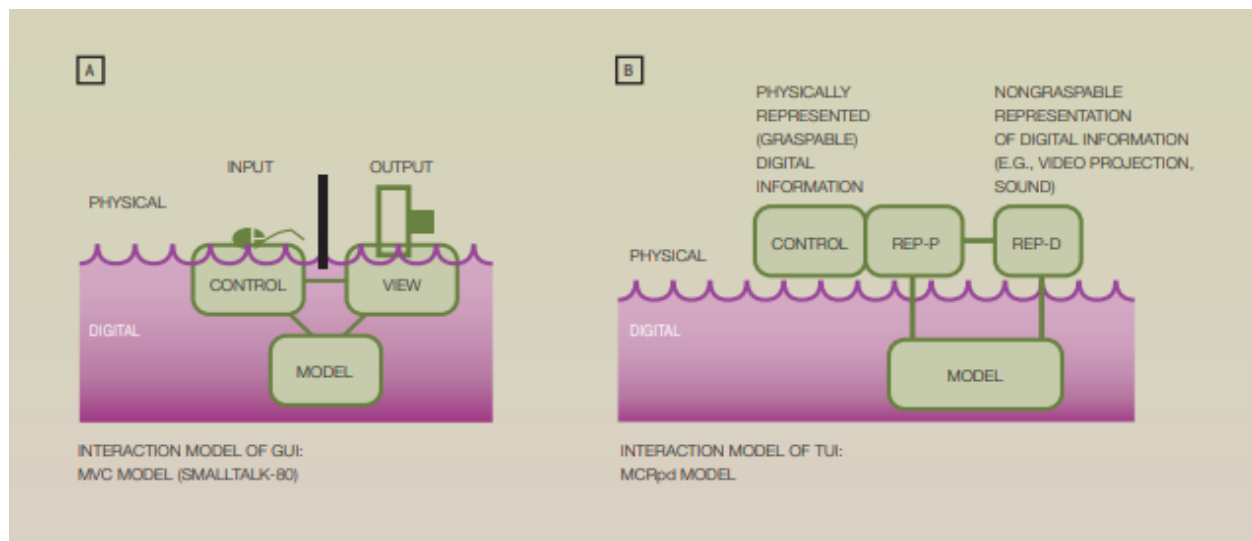 A
INPUT
OUTPUT
PHYSICAL
CONTROL
VIEW
DIGITAL
MODEL
INTERACTION MODEL OF GUI:
MVC MODEL (SMALLTALK-80)
B
PHYSICALLY
REPRESENTED
(GRASPABLE)
DIGITAL
INFORMATION
NONGRASPABLE
REPRESENTATION
OF DIGITAL INFORMATION
(E.G., VIDEO PROJECTION,
SOUND)
CONTROL
REP-P
REP-D
PHYSICAL
DIGITAL
MODEL
INTERACTION MODEL OF TUI:
MCRpd MODEL